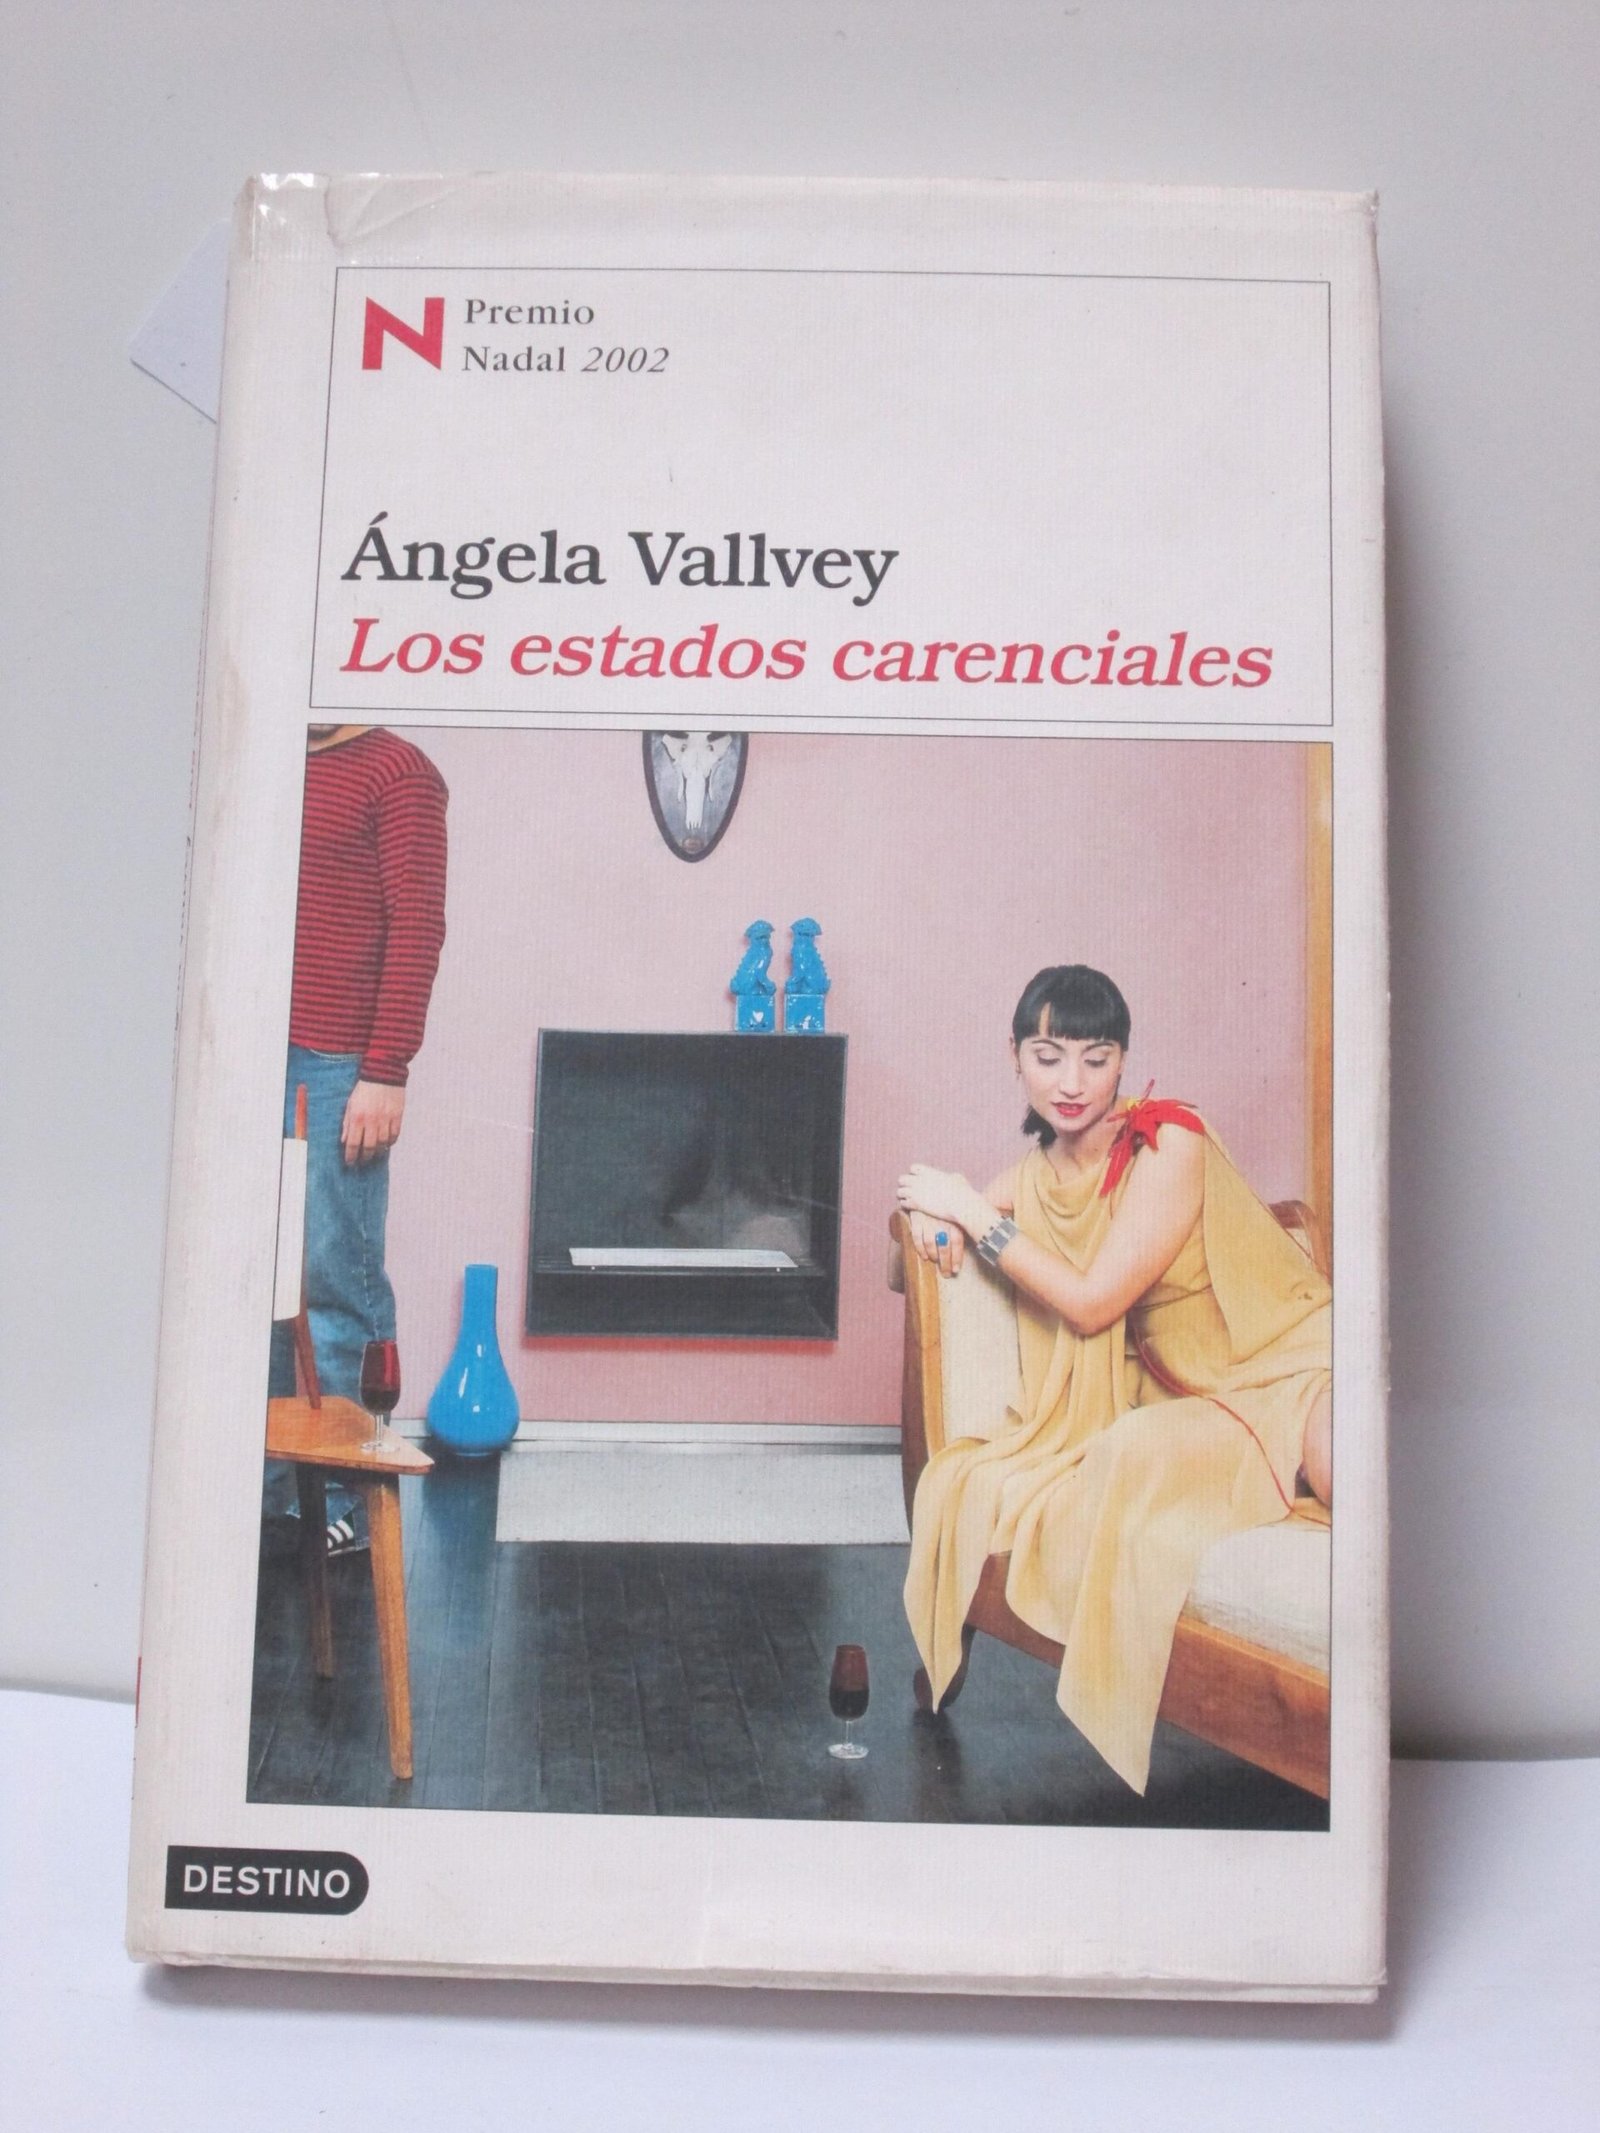 N Premio
Nadal 2002
Ángela Vallvey
Los estados carenciales
DESTINO